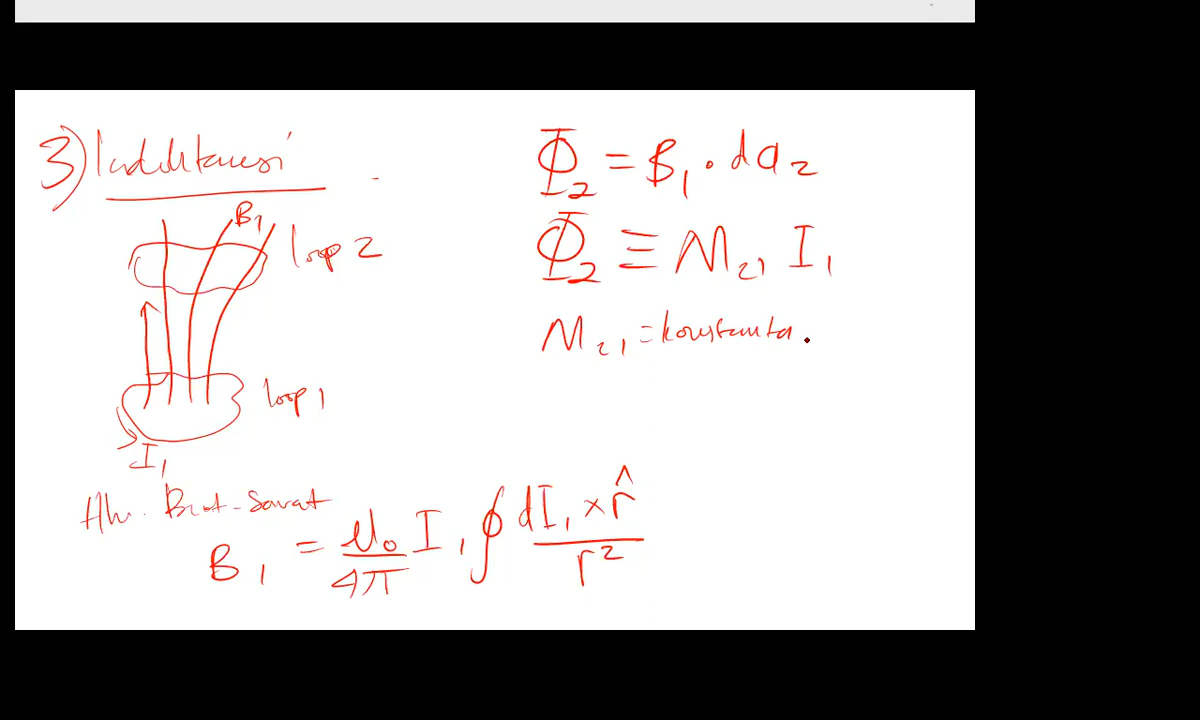 3) Induktansi
B₁
loop 2
loop 1
I₁
Hk. Biot-Savat
B₁ = μ₀/4π I₁ ∮ dI₁ × r̂ / r²
Φ₂ = B₁ · da₂
Φ₂ ≡ M₂₁ I₁
M₂₁ = konstanta.